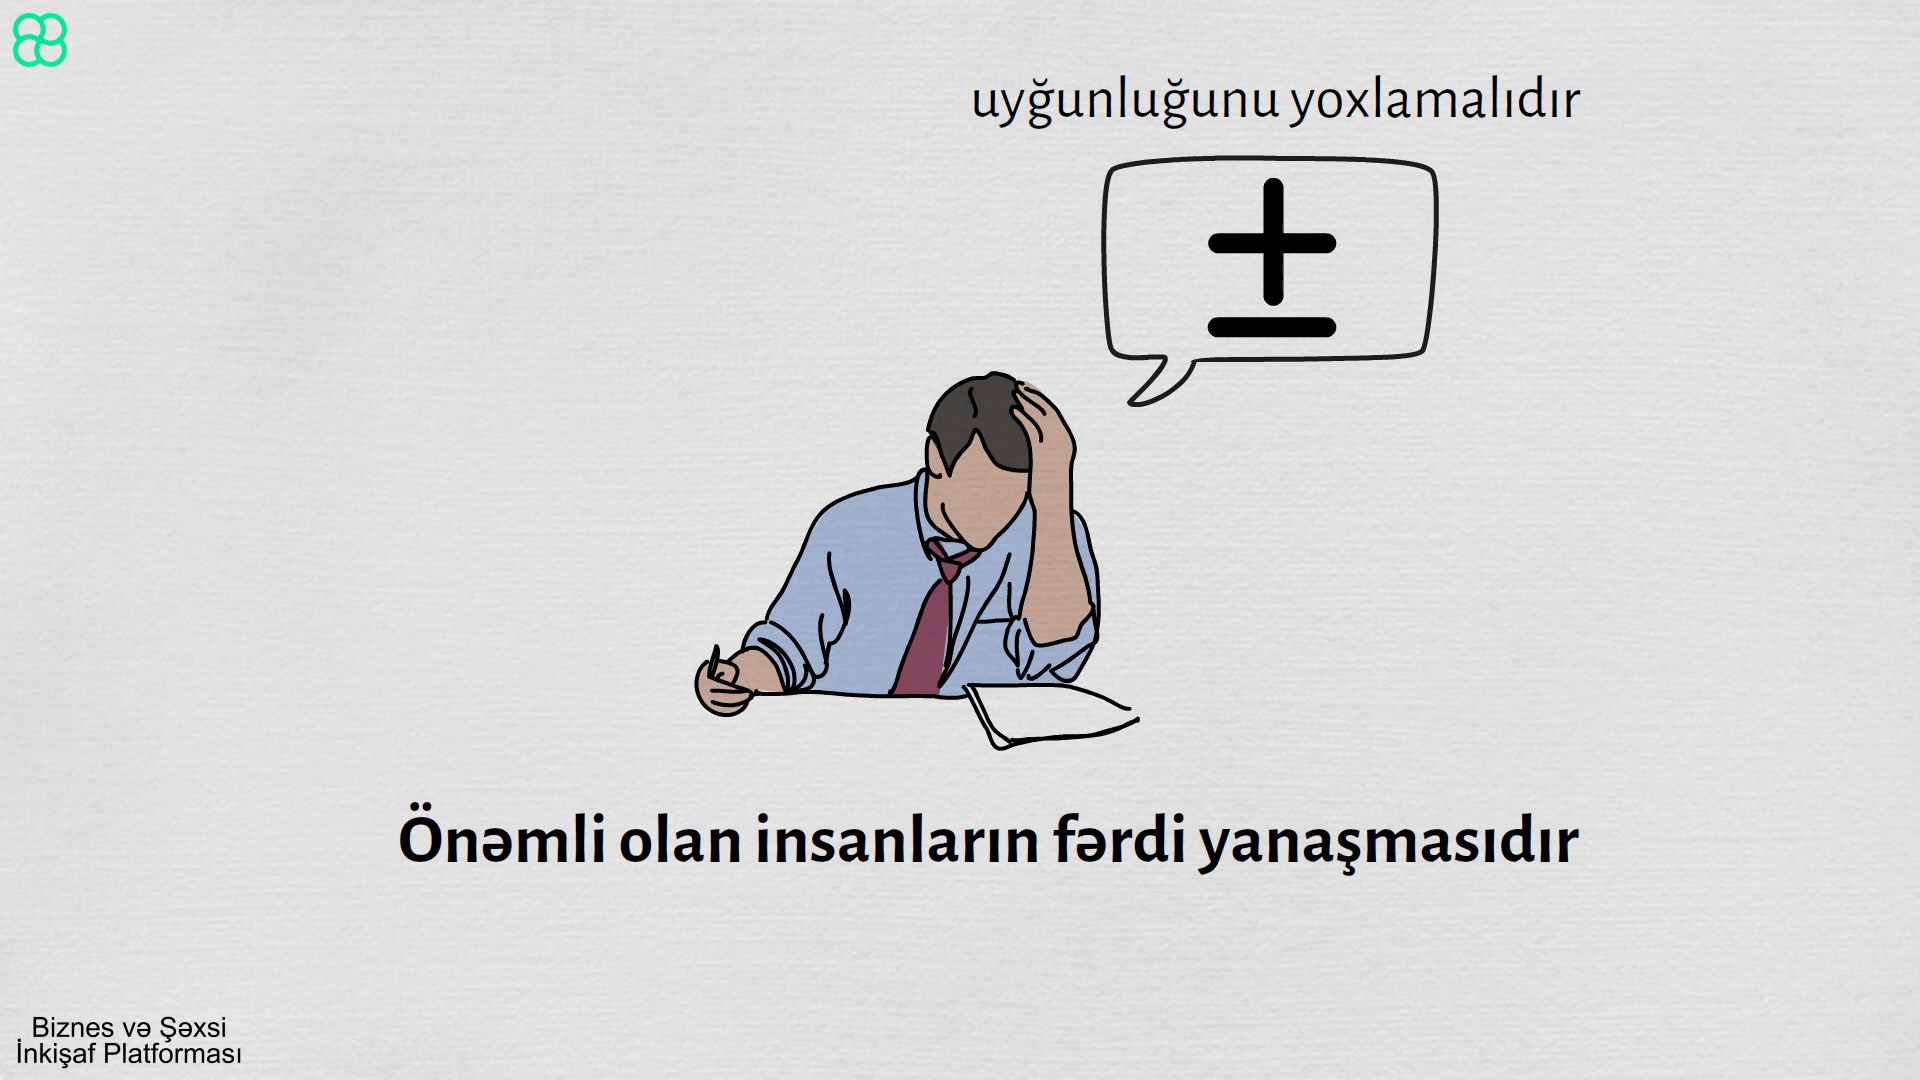 uyğunluğunu yoxlamalıdır
±
Önəmli olan insanların fərdi yanaşmasıdır
Biznes və Şəxsi
İnkişaf Platforması